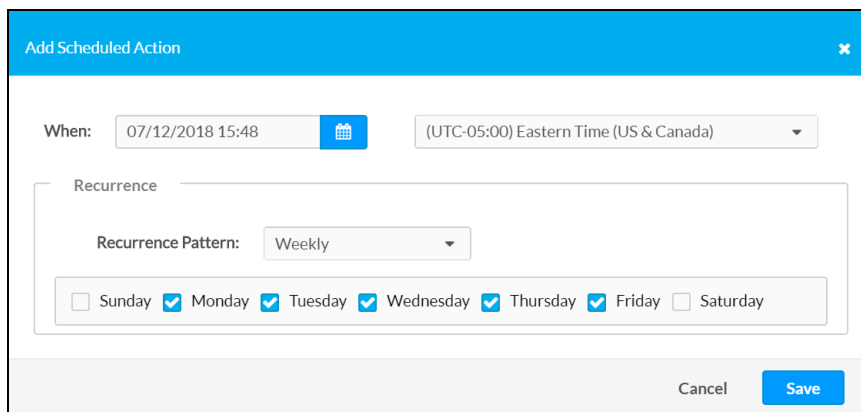 Add Scheduled Action
When: 07/12/2018 15:48 (UTC-05:00) Eastern Time (US & Canada)
Recurrence
Recurrence Pattern: Weekly
Sunday Monday Tuesday Wednesday Thursday Friday Saturday
Cancel Save